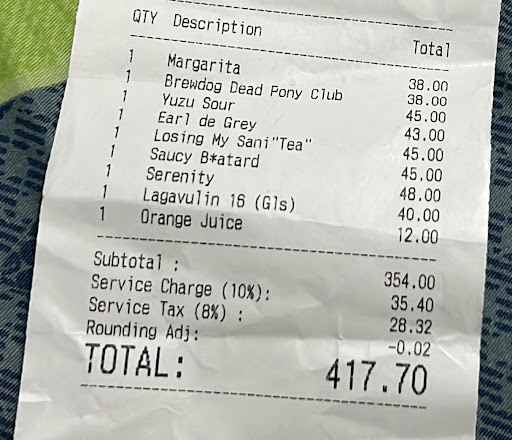 QTY Description Total
1 Margarita 38.00
1 Brewdog Dead Pony Club 38.00
1 Yuzu Sour 45.00
1 Earl de Grey 43.00
1 Losing My Sani"Tea" 45.00
1 Saucy B*atard 45.00
1 Serenity 48.00
1 Lagavulin 16 (Gls) 40.00
1 Orange Juice 12.00
Subtotal : 354.00
Service Charge (10%): 35.40
Service Tax (8%) : 28.32
Rounding Adj: -0.02
TOTAL: 417.70